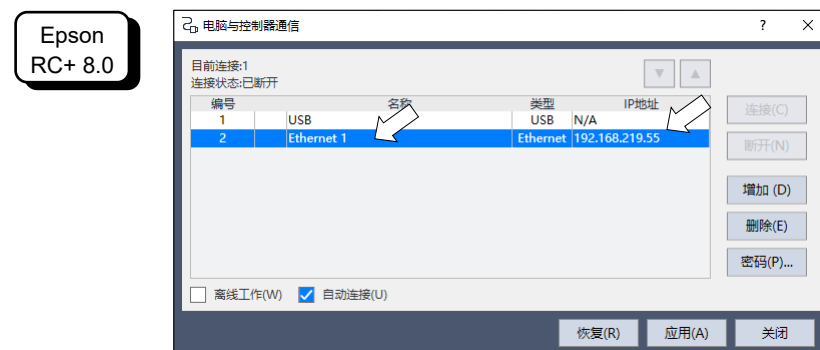 Epson
RC+ 8.0
电脑与控制器通信
?
目前连接:1
连接状态:已断开
编号 名称 类型 IP地址
1 USB USB N/A
2 Ethernet 1 Ethernet 192.168.219.55
连接(C)
断开(N)
增加 (D)
删除(E)
密码(P)...
离线工作(W) 自动连接(U)
恢复(R) 应用(A) 关闭